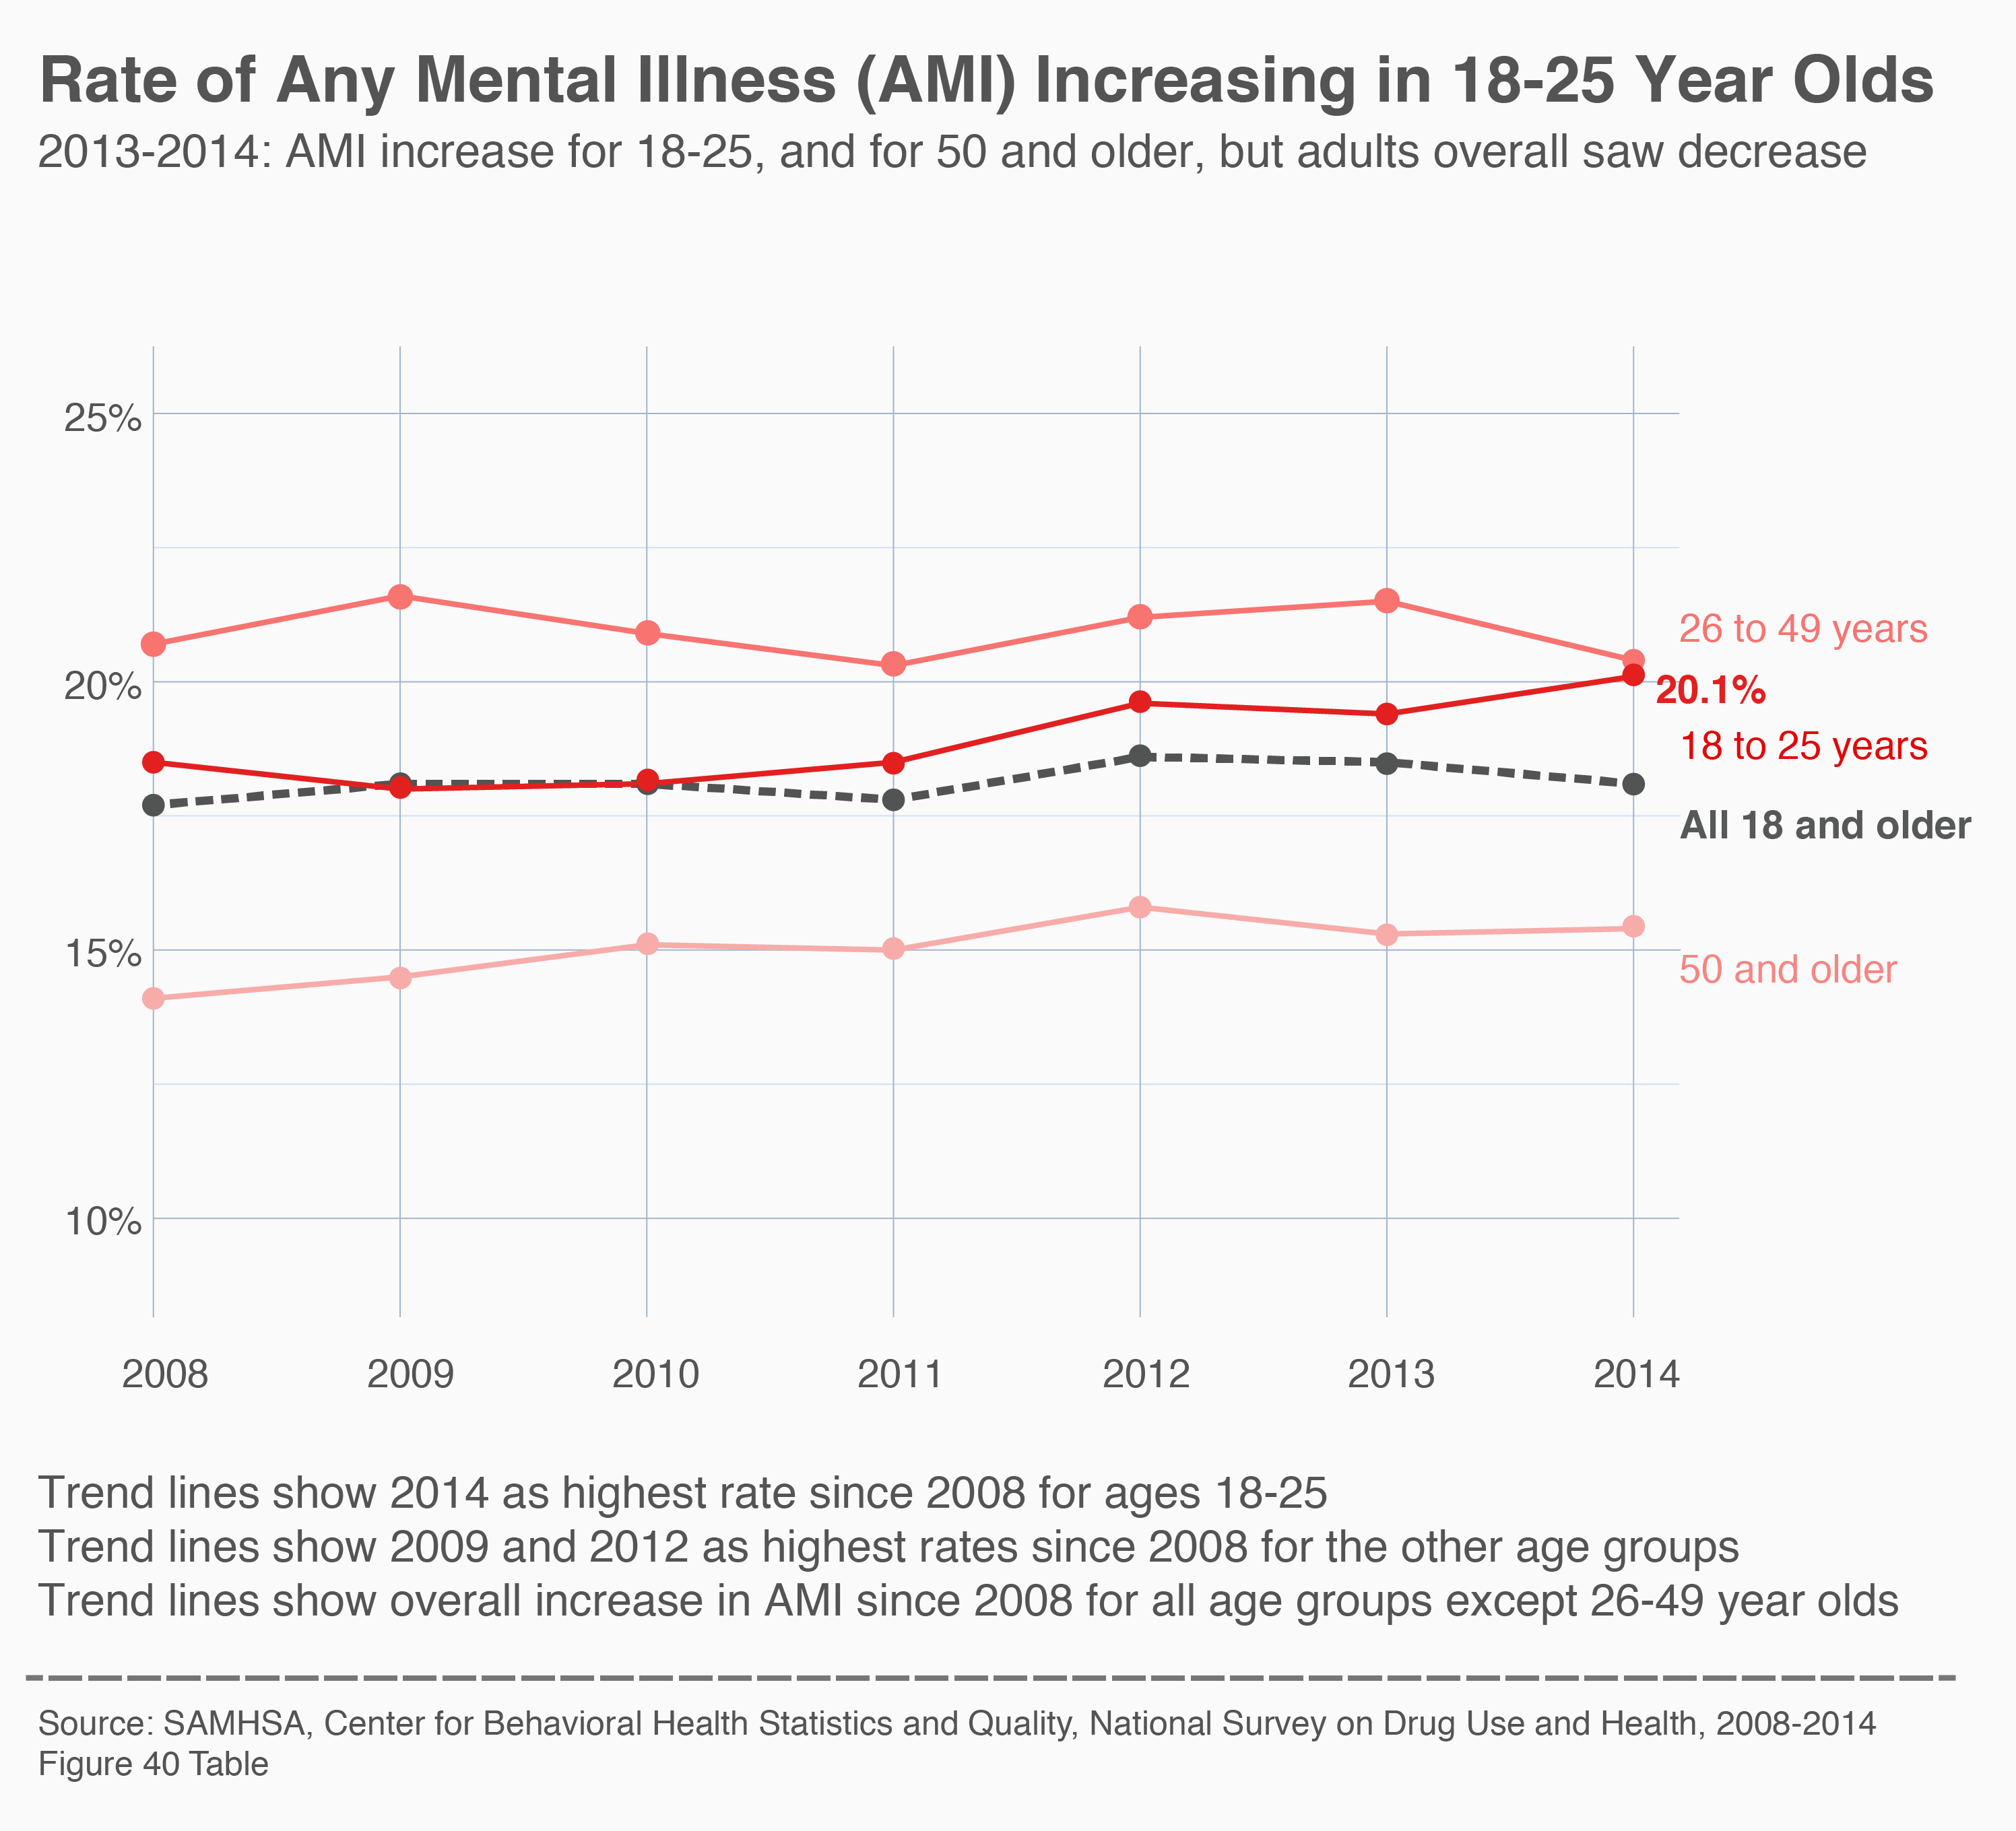 Rate of Any Mental Illness (AMI) Increasing in 18-25 Year Olds
2013-2014: AMI increase for 18-25, and for 50 and older, but adults overall saw decrease
25%
26 to 49 years
20%
20.1%
18 to 25 years
All 18 and older
15%
50 and older
10%
2008 2009 2010 2011 2012 2013 2014
Trend lines show 2014 as highest rate since 2008 for ages 18-25
Trend lines show 2009 and 2012 as highest rates since 2008 for the other age groups
Trend lines show overall increase in AMI since 2008 for all age groups except 26-49 year olds
Source: SAMHSA, Center for Behavioral Health Statistics and Quality, National Survey on Drug Use and Health, 2008-2014
Figure 40 Table